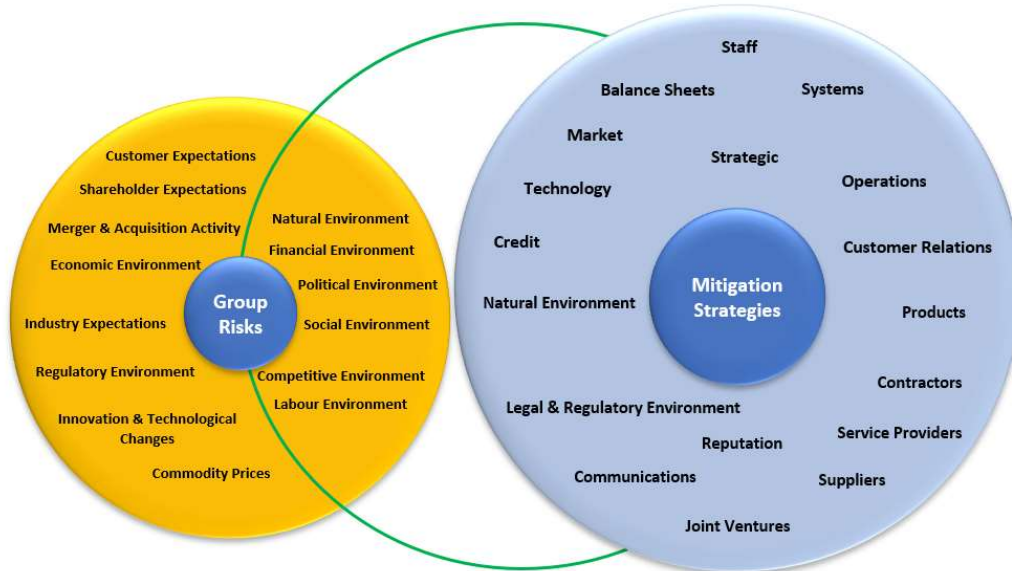 Customer Expectations
Shareholder Expectations
Merger & Acquisition Activity
Economic Environment
Industry Expectations
Regulatory Environment
Innovation & Technological
Changes
Commodity Prices
Natural Environment
Financial Environment
Political Environment
Social Environment
Competitive Environment
Labour Environment
Group
Risks
Staff
Balance Sheets
Systems
Market
Strategic
Technology
Operations
Credit
Customer Relations
Natural Environment
Mitigation
Strategies
Products
Contractors
Legal & Regulatory Environment
Reputation
Service Providers
Communications
Suppliers
Joint Ventures